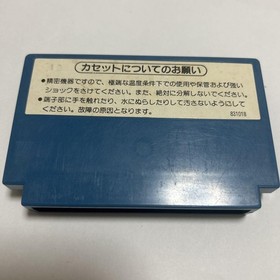 カセットについてのお願い
●精密機器ですので、極端な温度条件下での使用や保管および強い
ショックをさけてください。また、絶対に分解しないでください。
●端子部に手を触れたり、水にぬらしたりして汚さないようにして
ください。故障の原因となります。
821019